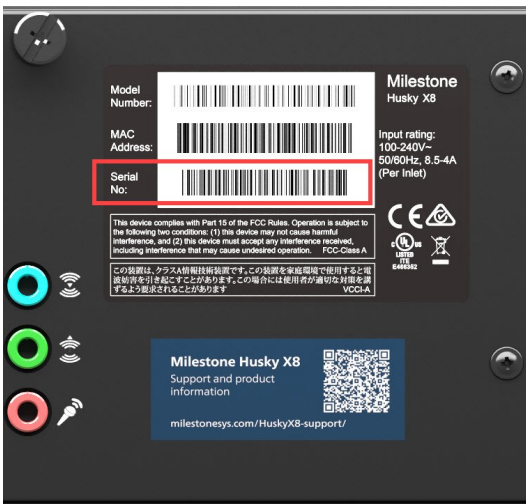 Model
Number:
MAC
Address:
Serial
No:
Milestone
Husky X8
Input rating:
100-240V~
50/60Hz, 8.5-4A
(Per Inlet)
This device complies with Part 15 of the FCC Rules. Operation is subject to
the following two conditions: (1) this device may not cause harmful
interference, and (2) this device must accept any interference received,
including interference that may cause undesired operation. FCC-Class A
この装置は、クラスA情報技術装置です。この装置を家庭環境で使用すると電
波妨害を引き起こすことがあります。この場合には使用者が適切な対策を講
ずるよう要求されることがあります VCCI-A
CE
c UL us
LISTED
ITE
E466352
Milestone Husky X8
Support and product
information
milestonesys.com/HuskyX8-support/